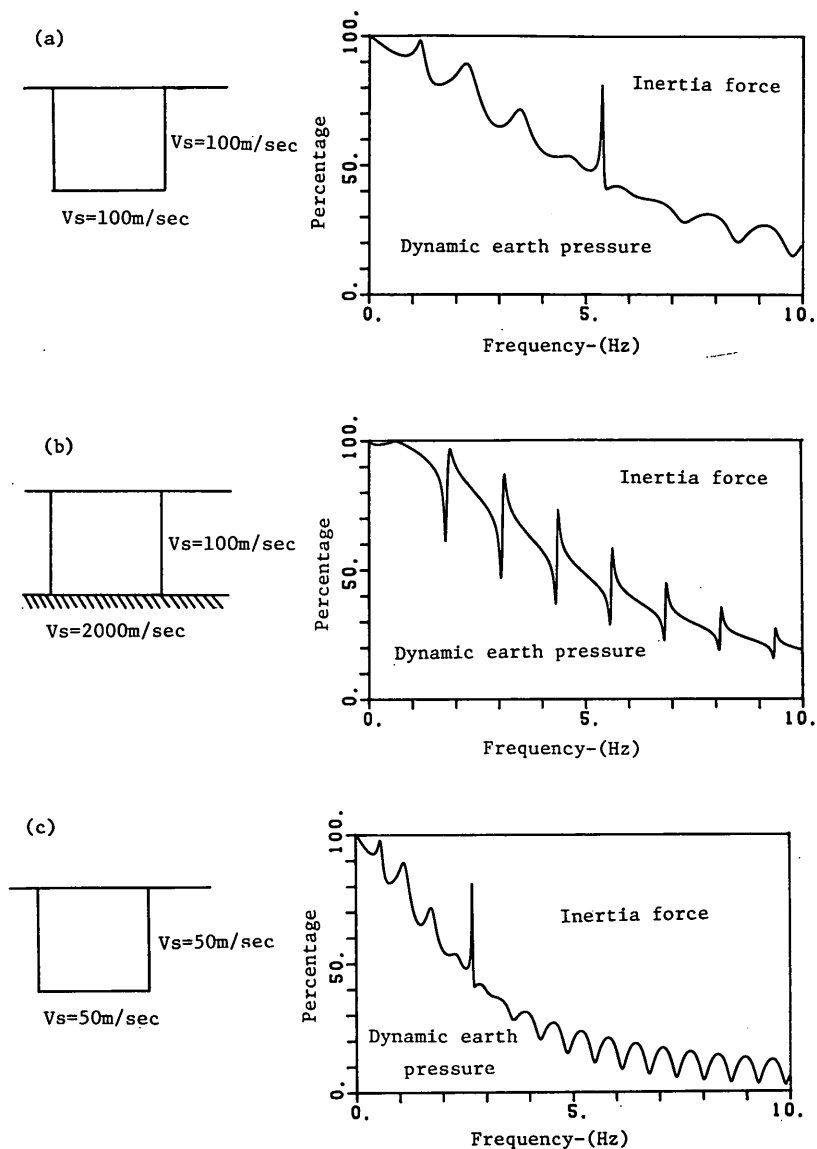 (a)
Vs=100m/sec
Vs=100m/sec
Percentage
100.
50.
0.
Inertia force
Dynamic earth pressure
0.
5.
10.
Frequency-(Hz)
(b)
Vs=100m/sec
Vs=2000m/sec
Percentage
100.
50.
0.
Inertia force
Dynamic earth pressure
0.
5.
10.
Frequency-(Hz)
(c)
Vs=50m/sec
Vs=50m/sec
Percentage
100.
50.
0.
Inertia force
Dynamic earth
pressure
0.
5.
10.
Frequency-(Hz)